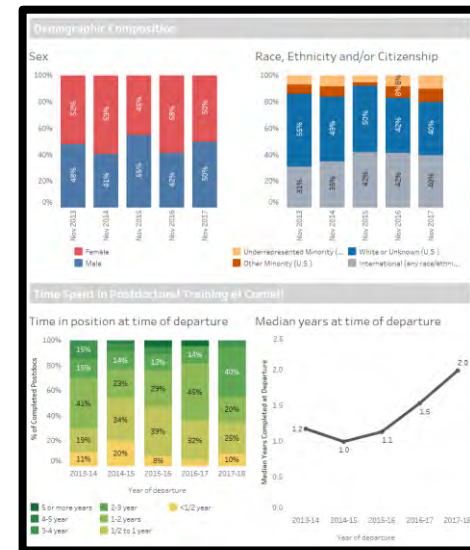 Demographic Composition
Sex
100%
80%
60%
40%
20%
0%
52%
59%
45%
58%
50%
48%
41%
55%
42%
50%
Nov 2013
Nov 2014
Nov 2015
Nov 2016
Nov 2017
Female
Male
Race, Ethnicity and/or Citizenship
100%
80%
60%
40%
20%
0%
8%
8%
55%
49%
50%
42%
40%
31%
35%
42%
42%
40%
Nov 2013
Nov 2014
Nov 2015
Nov 2016
Nov 2017
Underrepresented Minority (...
White or Unknown (U.S.)
Other Minority (U.S.)
International (any race/ethni...
Time Spent in Postdoctoral Training at Cornell
Time in position at time of departure
% of Completed Postdocs
100%
80%
60%
40%
20%
0%
15%
15%
41%
19%
11%
14%
23%
34%
20%
12%
29%
39%
8%
14%
45%
32%
40%
20%
25%
10%
2013-14
2014-15
2015-16
2016-17
2017-18
Year of departure
5 or more years
2-3 year
<1/2 year
4-5 year
1-2 years
3-4 year
1/2 to 1 year
Median years at time of departure
Median Years Completed at Departure
2.5
2.0
1.5
1.0
0.5
0.0
1.2
1.0
1.1
1.5
2.0
2013-14
2014-15
2015-16
2016-17
2017-18
Year of departure